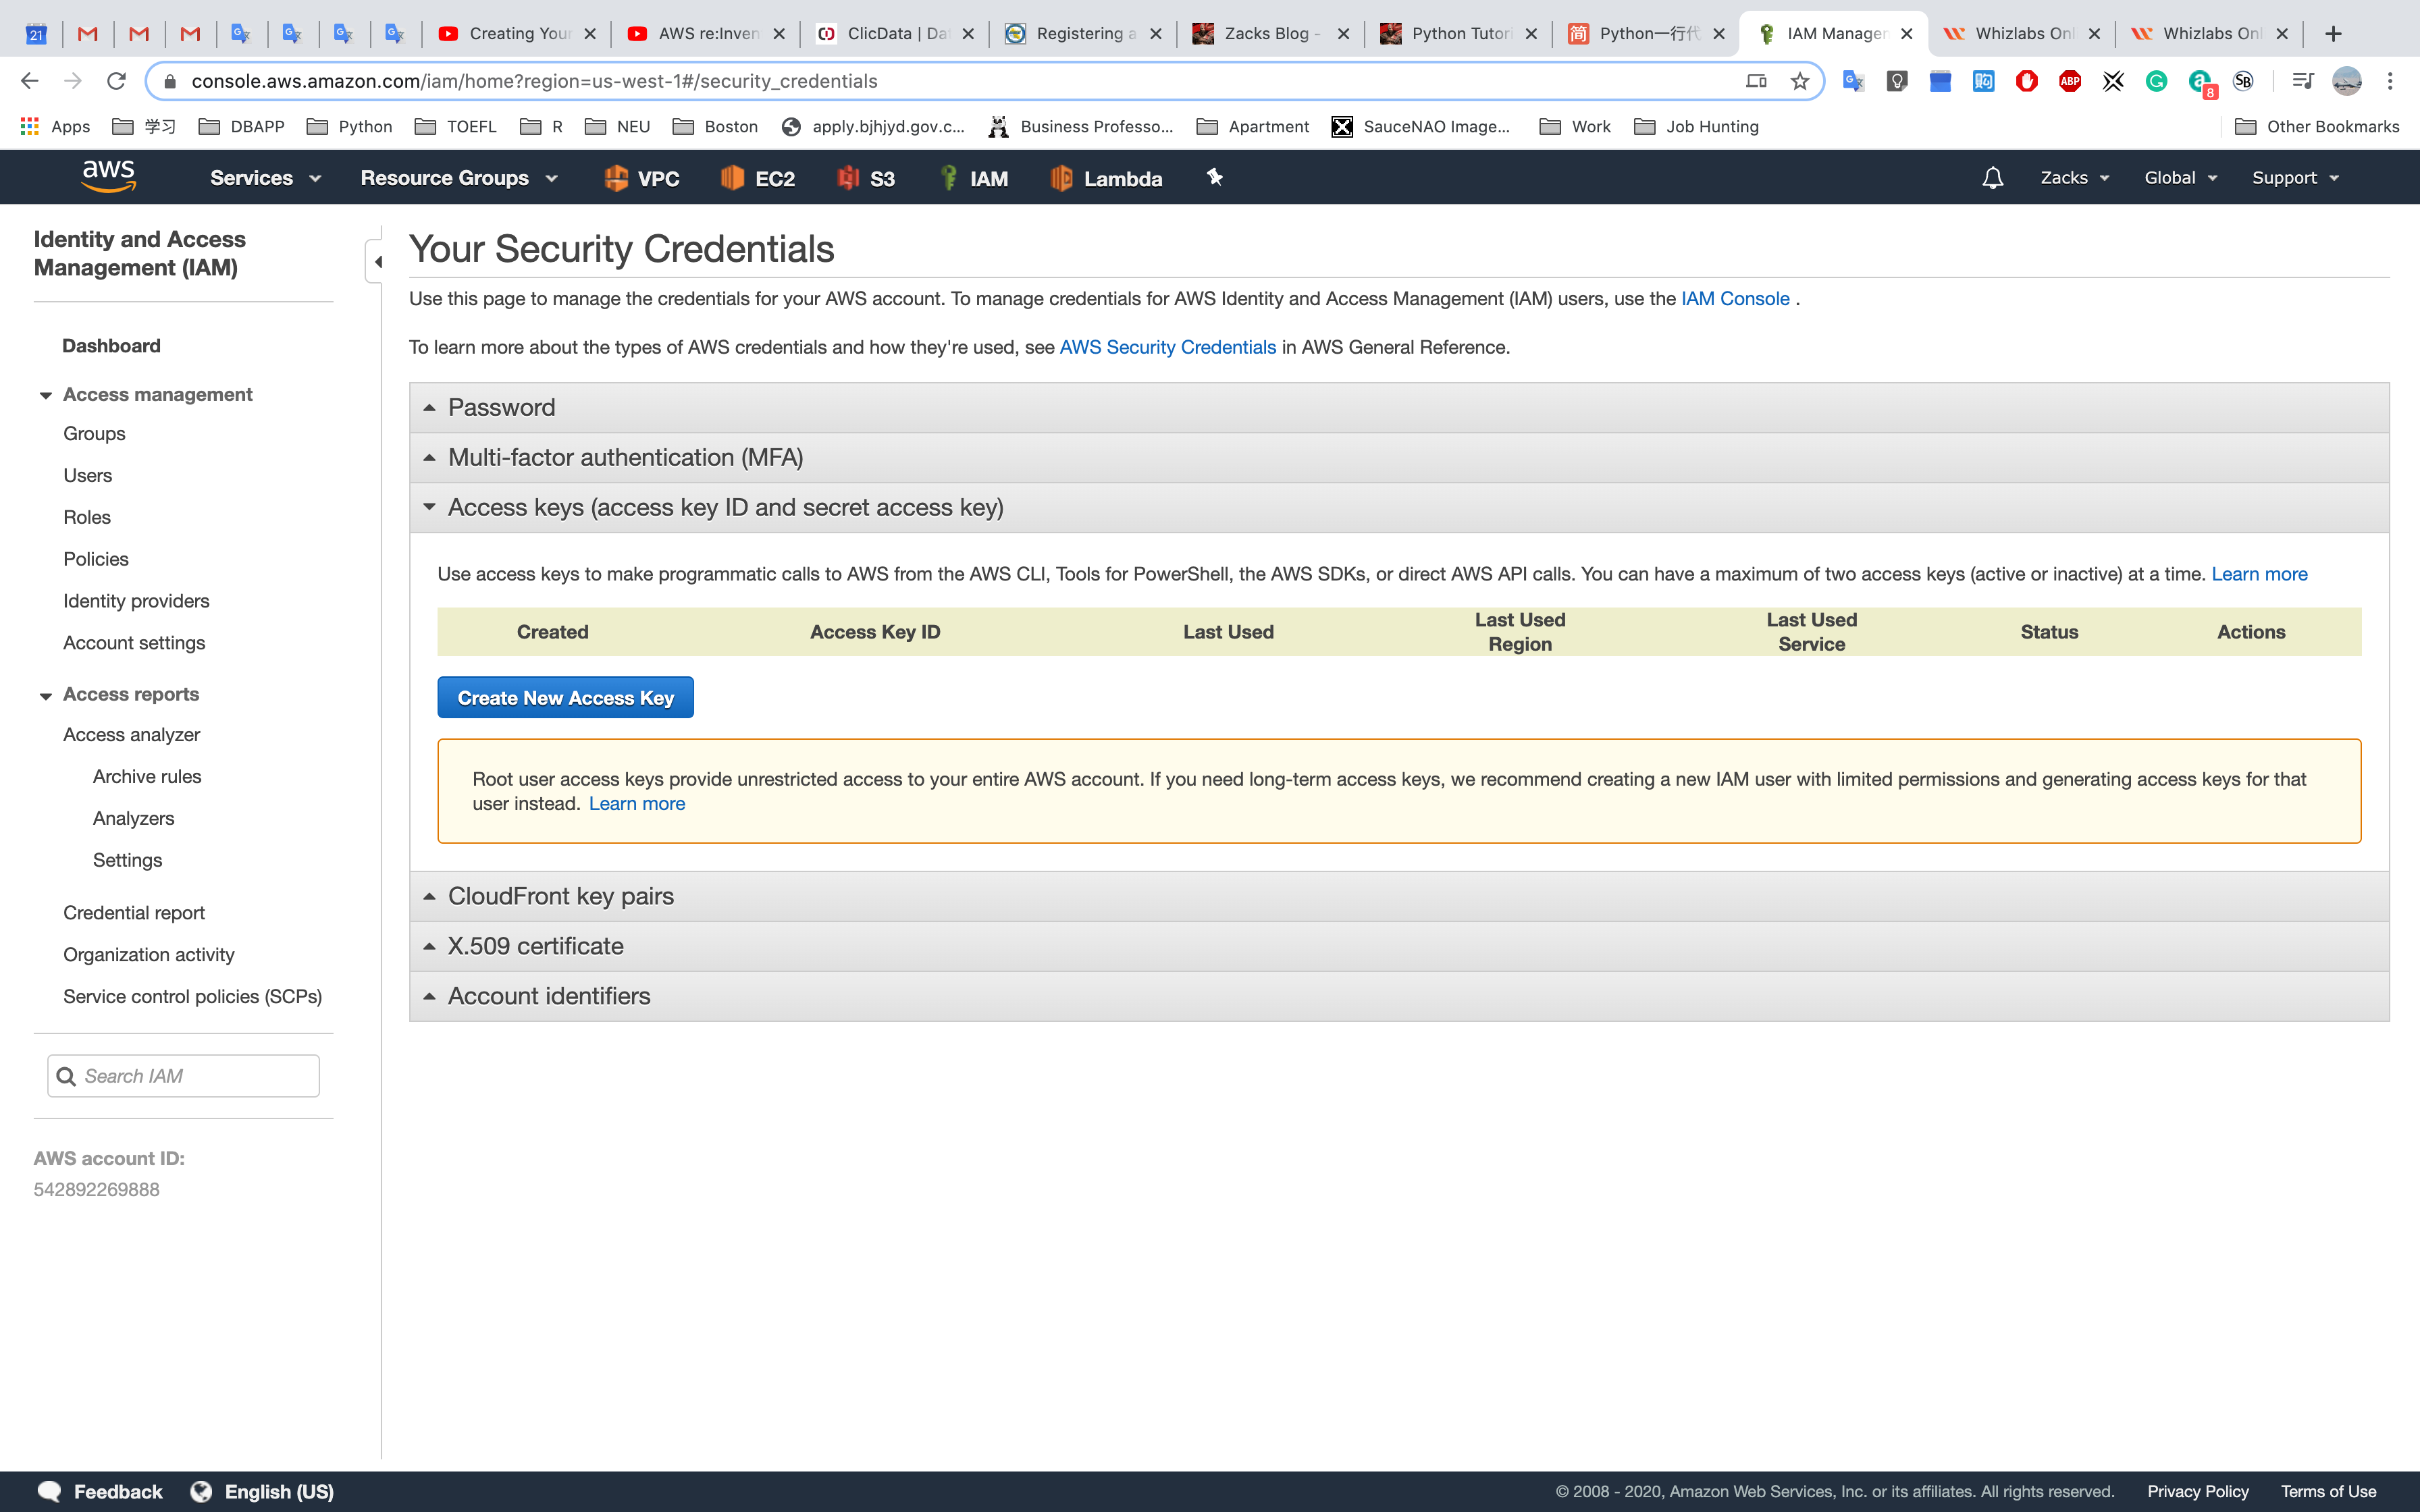 21
Creating Your
AWS re:Inven
ClicData | Da
Registering a
Zacks Blog -
Python Tutori
Python一行代
IAM Manager
Whizlabs Onl
Whizlabs Onl
console.aws.amazon.com/iam/home?region=us-west-1#/security_credentials
ABP
8
SB
Apps
学习
DBAPP
Python
TOEFL
R
NEU
Boston
apply.bjhjyd.gov.c...
Business Professo...
Apartment
SauceNAO Image...
Work
Job Hunting
Other Bookmarks
aws
Services
Resource Groups
VPC
EC2
S3
IAM
Lambda
Zacks
Global
Support
Identity and Access
Management (IAM)
Dashboard
Access management
Groups
Users
Roles
Policies
Identity providers
Account settings
Access reports
Access analyzer
Archive rules
Analyzers
Settings
Credential report
Organization activity
Service control policies (SCPs)
Search IAM
AWS account ID:
542892269888
Your Security Credentials
Use this page to manage the credentials for your AWS account. To manage credentials for AWS Identity and Access Management (IAM) users, use the IAM Console .
To learn more about the types of AWS credentials and how they're used, see AWS Security Credentials in AWS General Reference.
Password
Multi-factor authentication (MFA)
Access keys (access key ID and secret access key)
Use access keys to make programmatic calls to AWS from the AWS CLI, Tools for PowerShell, the AWS SDKs, or direct AWS API calls. You can have a maximum of two access keys (active or inactive) at a time. Learn more
Created
Access Key ID
Last Used
Last Used
Region
Last Used
Service
Status
Actions
Create New Access Key
Root user access keys provide unrestricted access to your entire AWS account. If you need long-term access keys, we recommend creating a new IAM user with limited permissions and generating access keys for that
user instead. Learn more
CloudFront key pairs
X.509 certificate
Account identifiers
Feedback
English (US)
© 2008 - 2020, Amazon Web Services, Inc. or its affiliates. All rights reserved.
Privacy Policy
Terms of Use